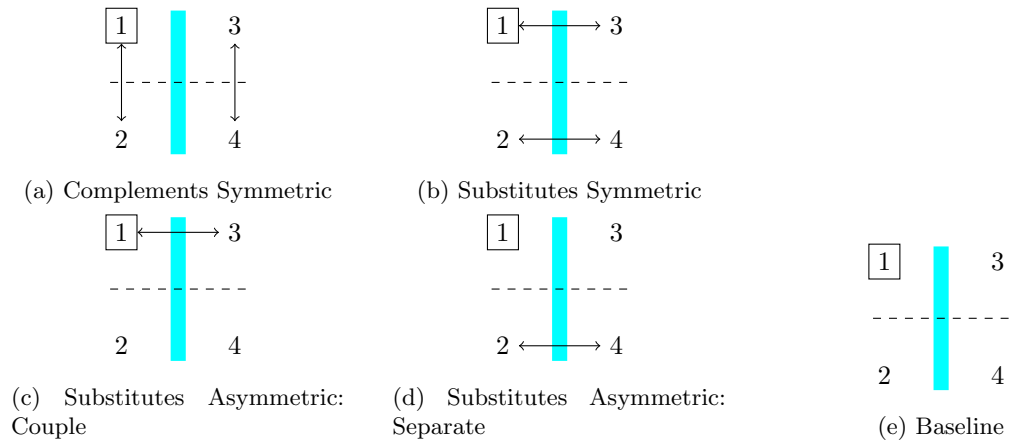 1 3
2 4
(a) Complements Symmetric
1 3
2 4
(b) Substitutes Symmetric
1 3
2 4
(c) Substitutes Asymmetric:
Couple
1 3
2 4
(d) Substitutes Asymmetric:
Separate
1 3
2 4
(e) Baseline